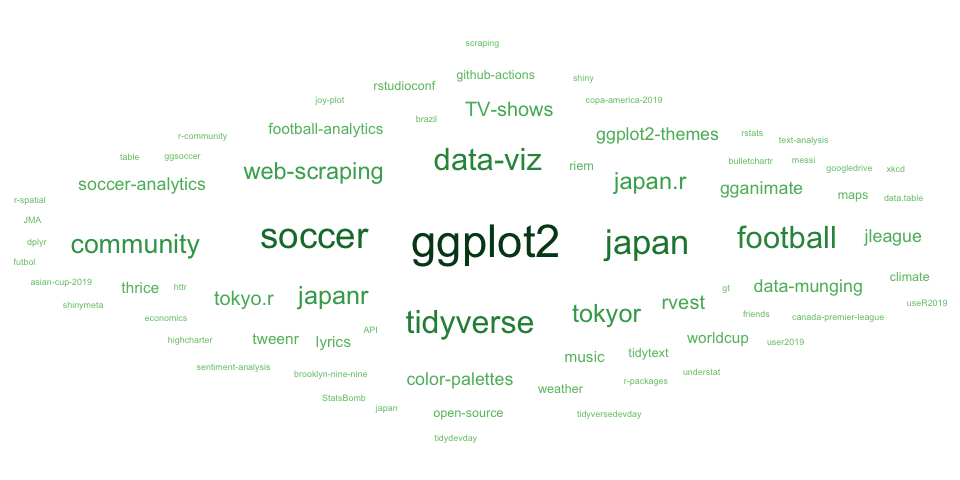 scraping
github-actions
shiny
rstudioconf
joy-plot
copa-america-2019
TV-shows
brazil
football-analytics
r-community
ggplot2-themes
rstats
text-analysis
table
ggsoccer
data-viz
riem
bulletchartr
messi
googledrive
xkcd
web-scraping
soccer-analytics
japan.r
gganimate
maps
data.table
r-spatial
JMA
dplyr
community
soccer
ggplot2
japan
football
jleague
futbol
asian-cup-2019
thrice
httr
gt
data-munging
climate
shinymeta
tokyo.r
japanr
rvest
useR2019
economics
tidyverse
tokyor
friends
canada-premier-league
highcharter
tweenr
lyrics
API
worldcup
user2019
music
tidytext
sentiment-analysis
brooklyn-nine-nine
color-palettes
weather
r-packages
understat
StatsBomb
japan
open-source
tidyversedevday
tidydevday